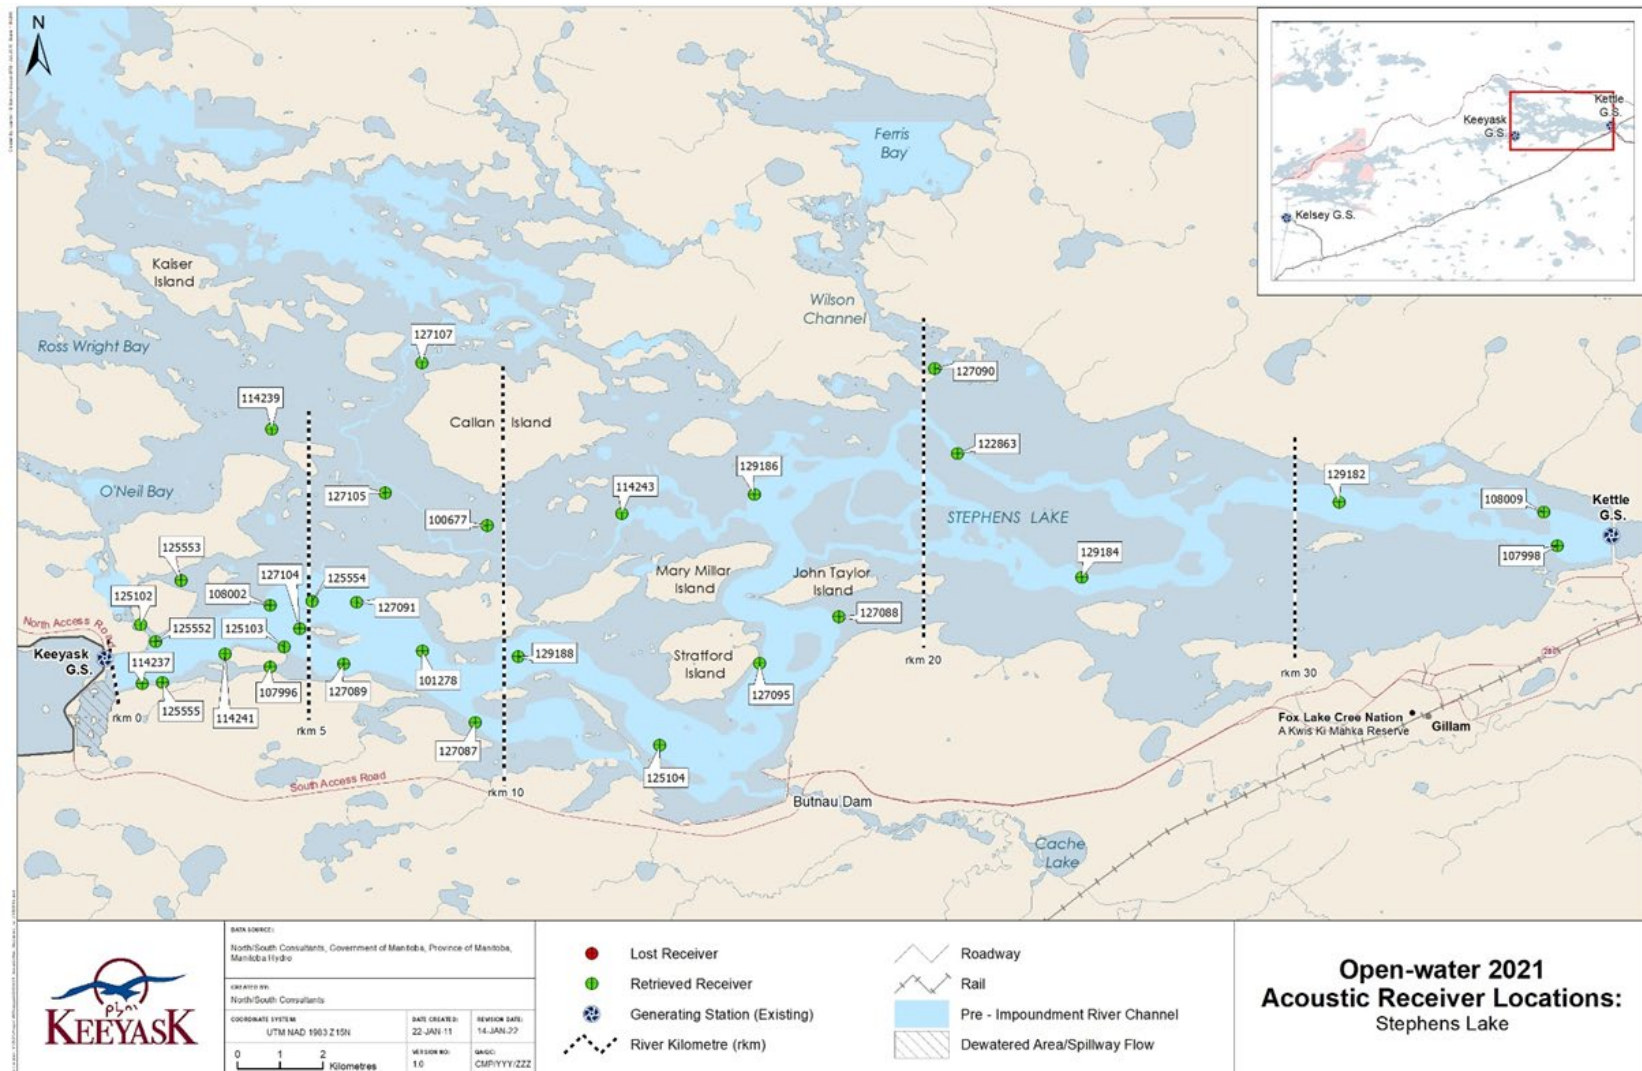 N
Ferris
Bay
Keeyask
G.S.
Kettle
G.S.
Kelsey G.S.
Kaiser
Island
Wilson
Channel
Ross Wright Bay
127107
127090
114239
Callan Island
122863
129186
129182
O'Neil Bay
127105
114243
108009
Kettle
G.S.
100677
STEPHENS LAKE
125553
129184
107998
127104
125554
Mary Millar
Island
John Taylor
Island
125102
108002
127091
127088
North Access Road
125552
125103
Keeyask
G.S.
129188
Stratford
Island
rkm 20
114237
101278
rkm 30
107996
127089
127095
rkm 0
125555
114241
rkm 5
Fox Lake Cree Nation
A Kwis Ki Mahka Reserve
Gillam
127087
125104
South Access Road
rkm 10
Butnau Dam
Cache
Lake
KEEYASK
DATA SOURCE:
North/South Consultants, Government of Manitoba, Province of Manitoba,
Manitoba Hydro
CREATED BY:
North/South Consultants
COORDINATE SYSTEM:
UTM NAD 1983 Z15N
DATE CREATED:
22-JAN-11
REVISION DATE:
14-JAN-22
0 1 2
Kilometres
VERSION NO:
1.0
QA/QC:
CMP/YYY/ZZZ
Lost Receiver
Retrieved Receiver
Generating Station (Existing)
River Kilometre (rkm)
Roadway
Rail
Pre - Impoundment River Channel
Dewatered Area/Spillway Flow
Open-water 2021
Acoustic Receiver Locations:
Stephens Lake